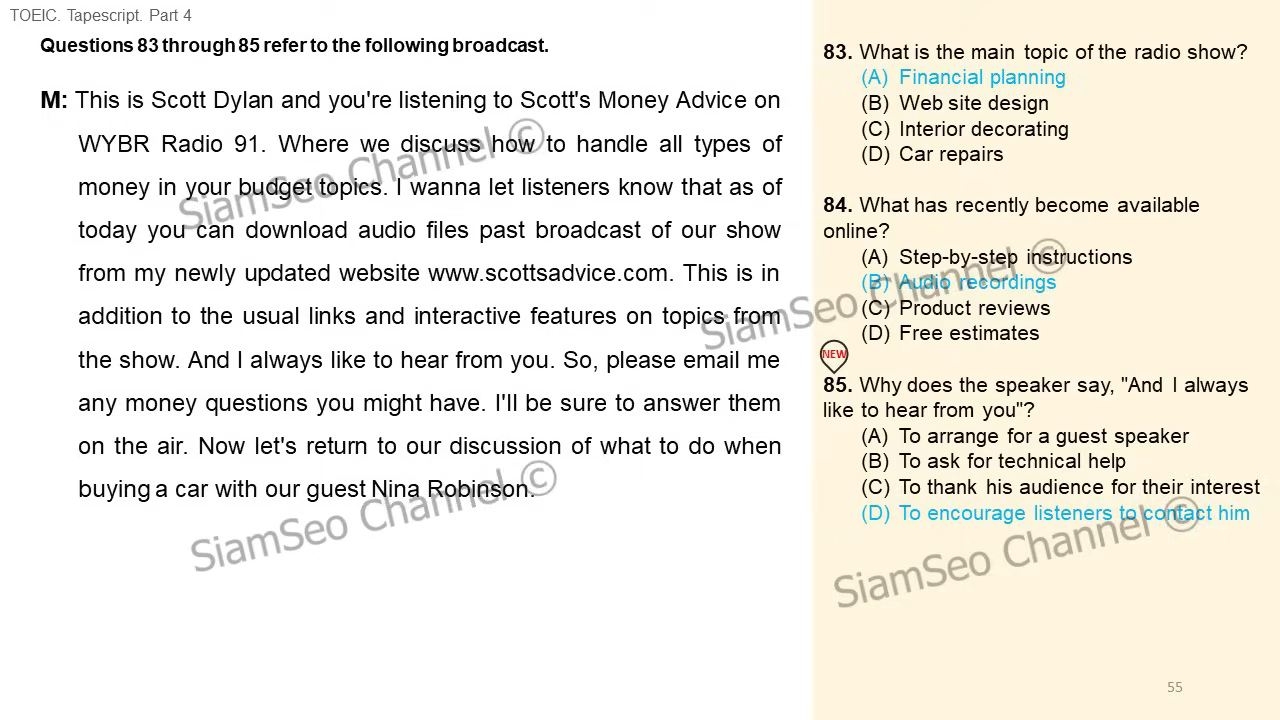 TOEIC. Tapescript. Part 4
Questions 83 through 85 refer to the following broadcast.
M: This is Scott Dylan and you're listening to Scott's Money Advice on
WYBR Radio 91. Where we discuss how to handle all types of
money in your budget topics. I wanna let listeners know that as of
today you can download audio files past broadcast of our show
from my newly updated website www.scottsadvice.com. This is in
addition to the usual links and interactive features on topics from
the show. And I always like to hear from you. So, please email me
any money questions you might have. I'll be sure to answer them
on the air. Now let's return to our discussion of what to do when
buying a car with our guest Nina Robinson.
SiamSeo Channel ©
SiamSeo Channel ©
83. What is the main topic of the radio show?
(A) Financial planning
(B) Web site design
(C) Interior decorating
(D) Car repairs
84. What has recently become available
online?
(A) Step-by-step instructions
(B) Audio recordings
(C) Product reviews
(D) Free estimates
SiamSeo Channel ©
NEW
85. Why does the speaker say, "And I always
like to hear from you"?
(A) To arrange for a guest speaker
(B) To ask for technical help
(C) To thank his audience for their interest
(D) To encourage listeners to contact him
SiamSeo Channel ©
55